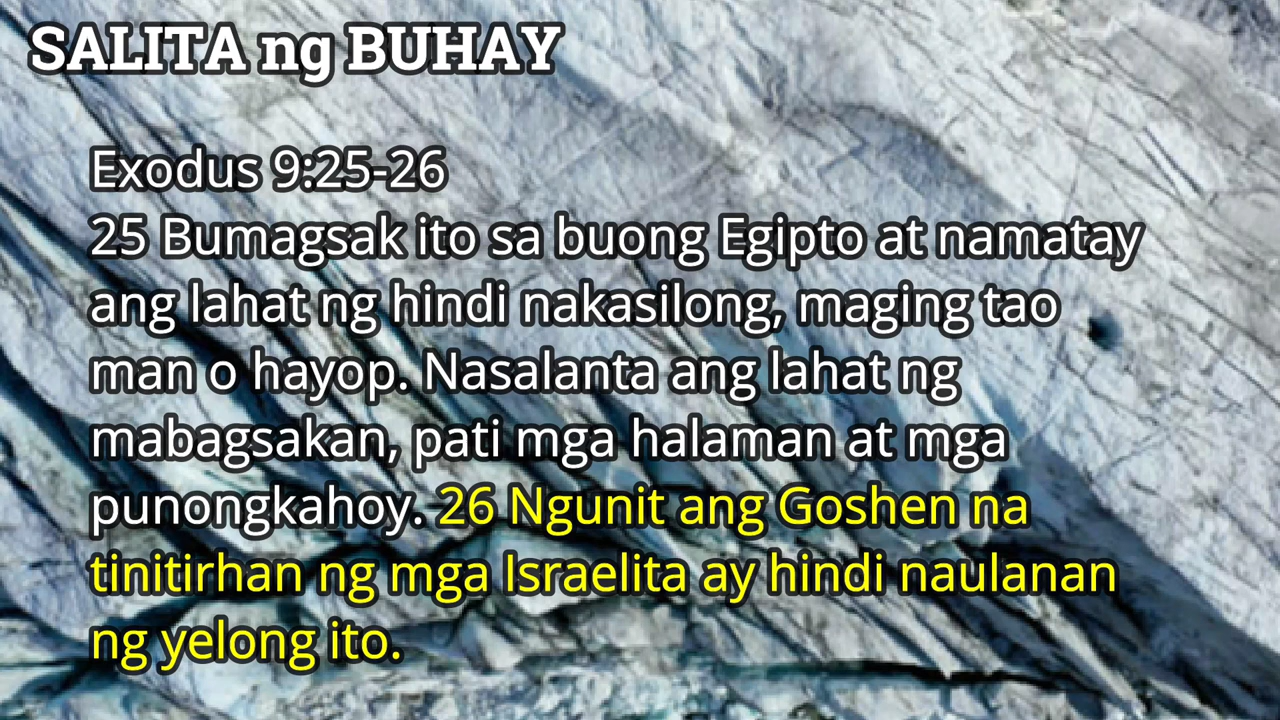 SALITA ng BUHAY
Exodus 9:25-26
25 Bumagsak ito sa buong Egipto at namatay
ang lahat ng hindi nakasilong, maging tao
man o hayop. Nasalanta ang lahat ng
mabagsakan, pati mga halaman at mga
punongkahoy. 26 Ngunit ang Goshen na
tinitirhan ng mga Israelita ay hindi naulanan
ng yelong ito.